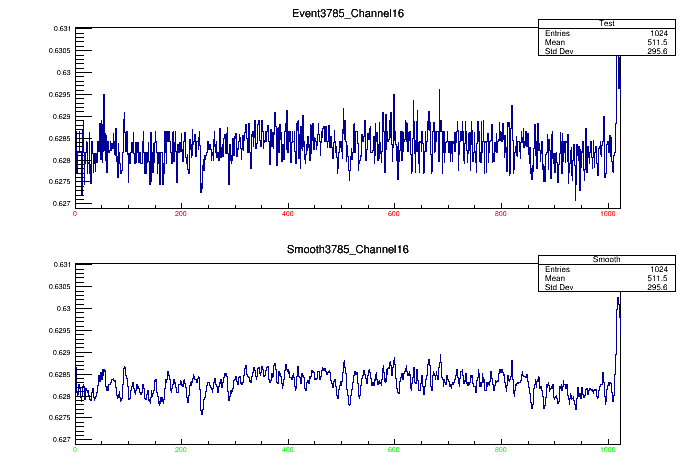 Event3785_Channel16
Test
Entries 1024
Mean 511.5
Std Dev 295.6
0.631
0.6305
0.63
0.6295
0.629
0.6285
0.628
0.6275
0.627
0 200 400 600 800 1000
Smooth3785_Channel16
Smooth
Entries 1024
Mean 511.5
Std Dev 295.6
0.631
0.6305
0.63
0.6295
0.629
0.6285
0.628
0.6275
0.627
0 200 400 600 800 1000